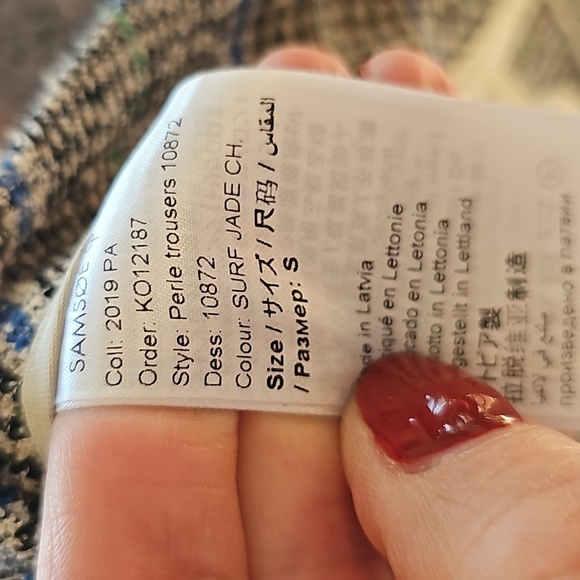 SAMSØE
Coll: 2019 PA
Order: KO12187
Style: Perle trousers 10872
Dess: 10872
Colour: SURF JADE CH.
Size / サイズ / 尺码 / المقاس
/ Размер: S
de in Latvia
iqué en Lettonie
cado en Letonia
otto in Lettonia
gestellt in Lettland
トビア製
拉脱维亚制造
произведено в латвии